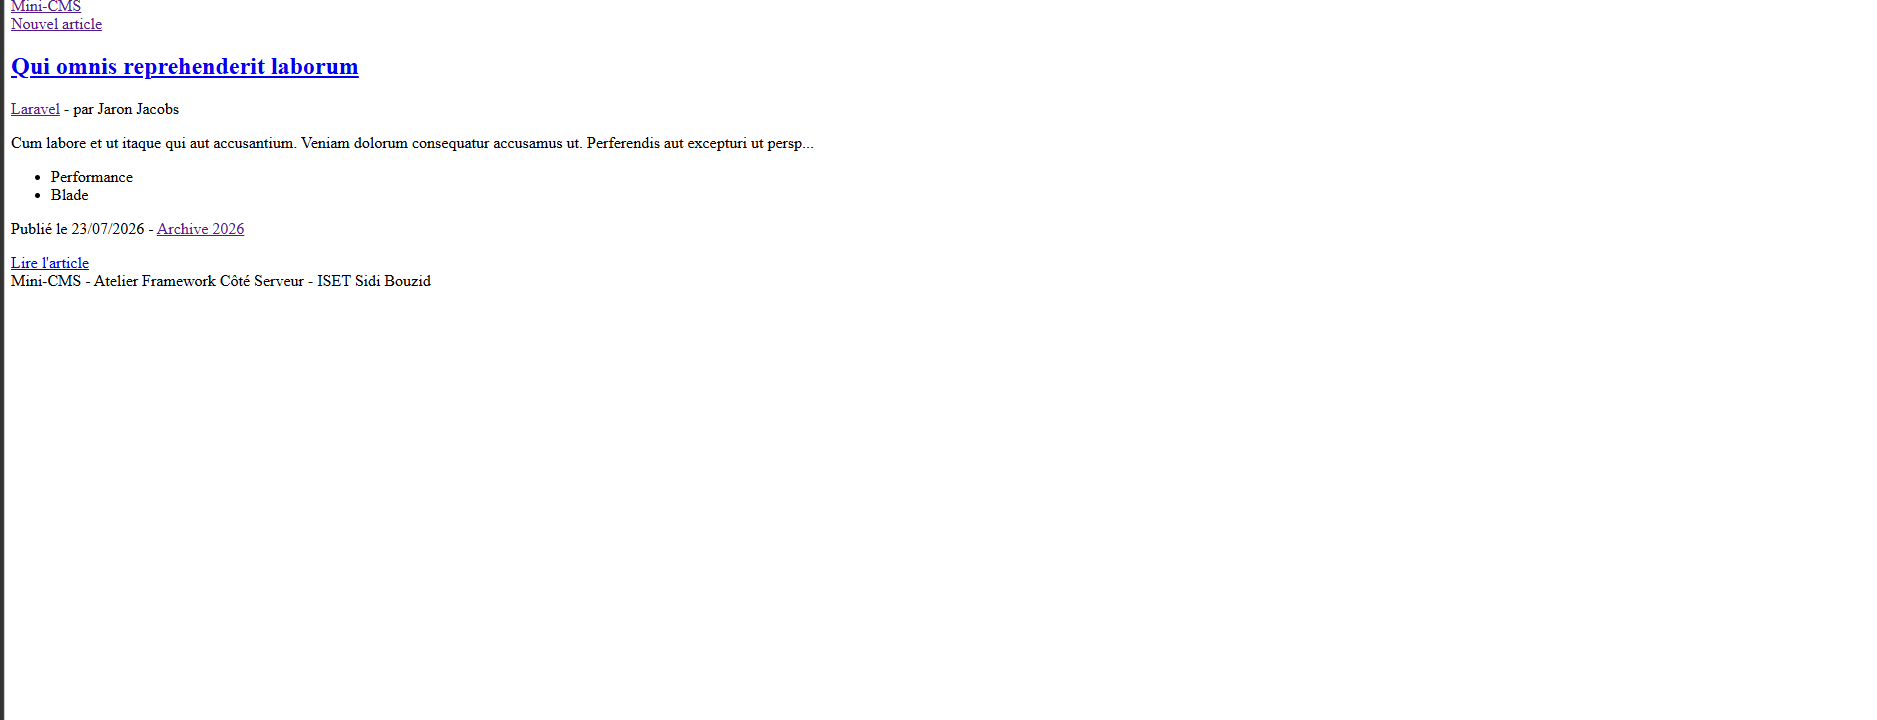 Mini-CMS
Nouvel article
Qui omnis reprehenderit laborum
Laravel - par Jaron Jacobs
Cum labore et ut itaque qui aut accusantium. Veniam dolorum consequatur accusamus ut. Perferendis aut excepturi ut persp...
• Performance
• Blade
Publié le 23/07/2026 - Archive 2026
Lire l'article
Mini-CMS - Atelier Framework Côté Serveur - ISET Sidi Bouzid